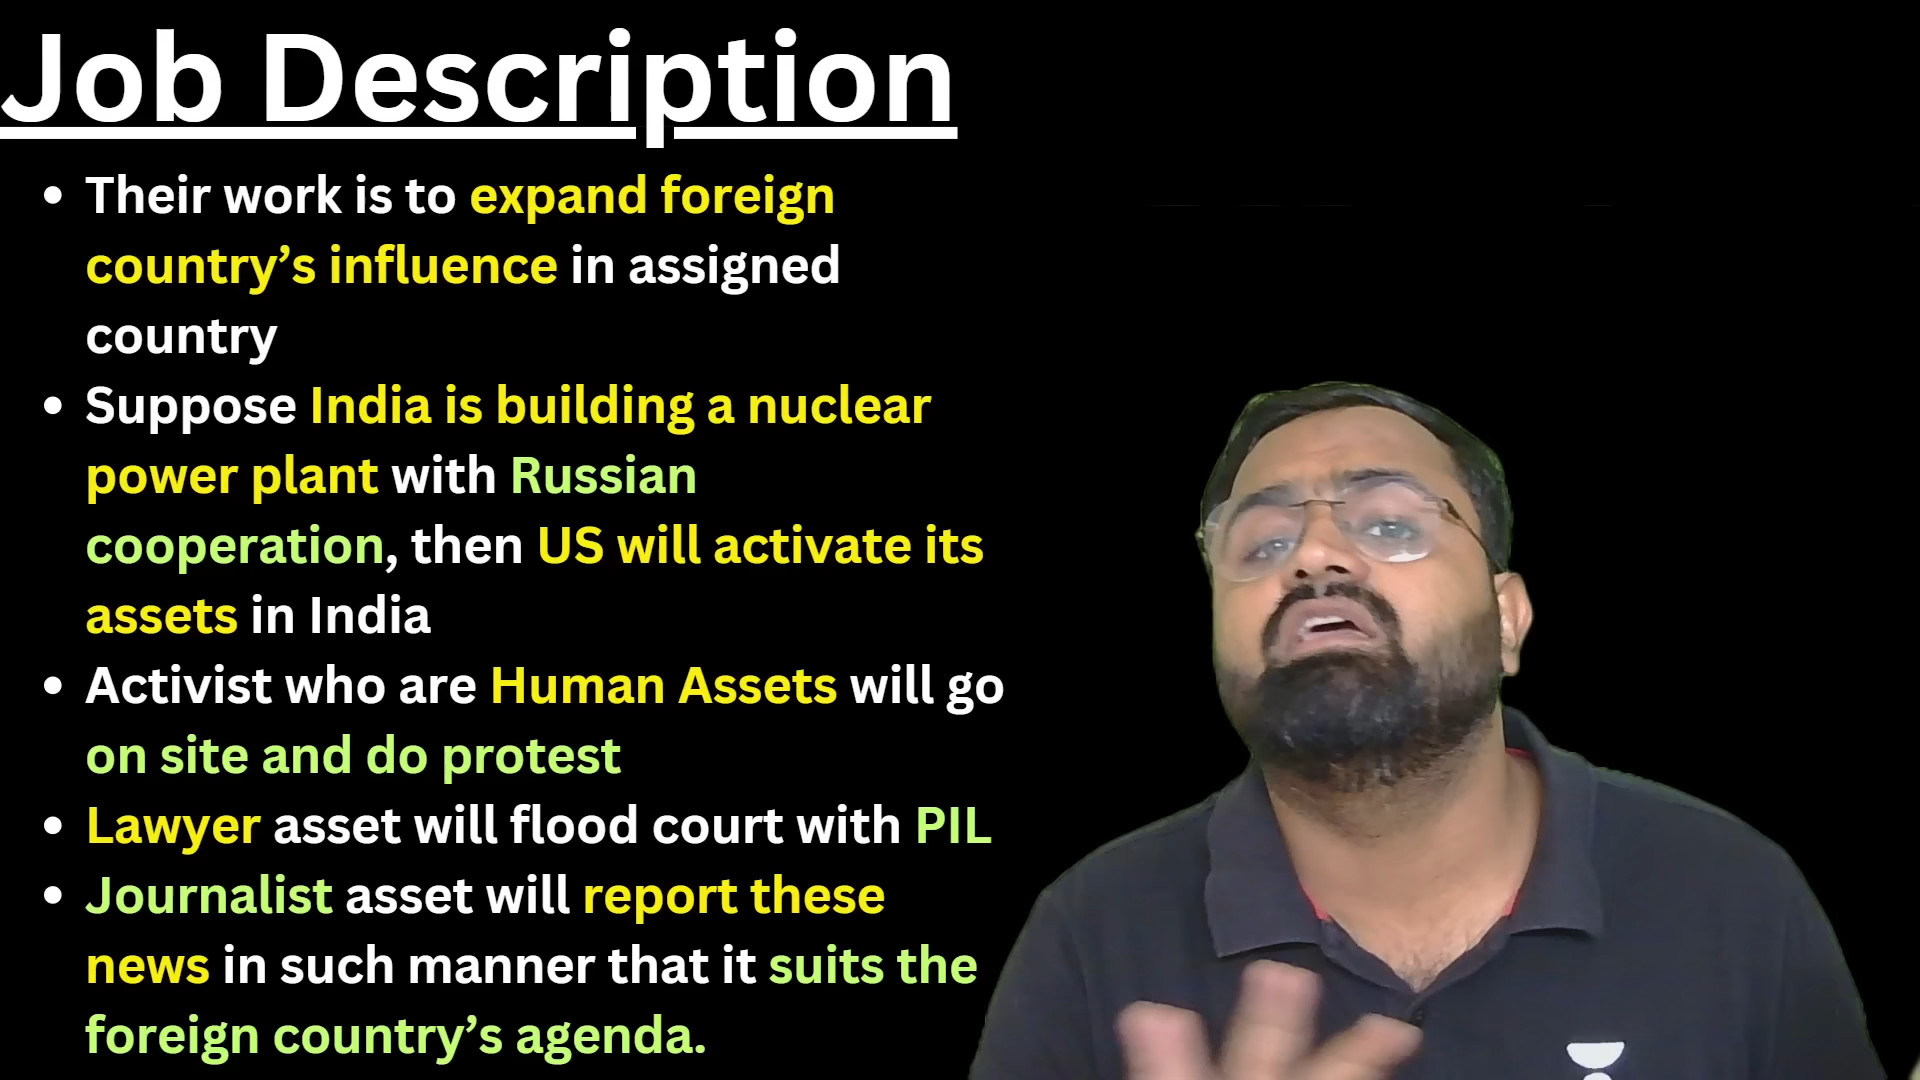 Job Description
• Their work is to expand foreign
country’s influence in assigned
country
• Suppose India is building a nuclear
power plant with Russian
cooperation, then US will activate its
assets in India
• Activist who are Human Assets will go
on site and do protest
• Lawyer asset will flood court with PIL
• Journalist asset will report these
news in such manner that it suits the
foreign country’s agenda.